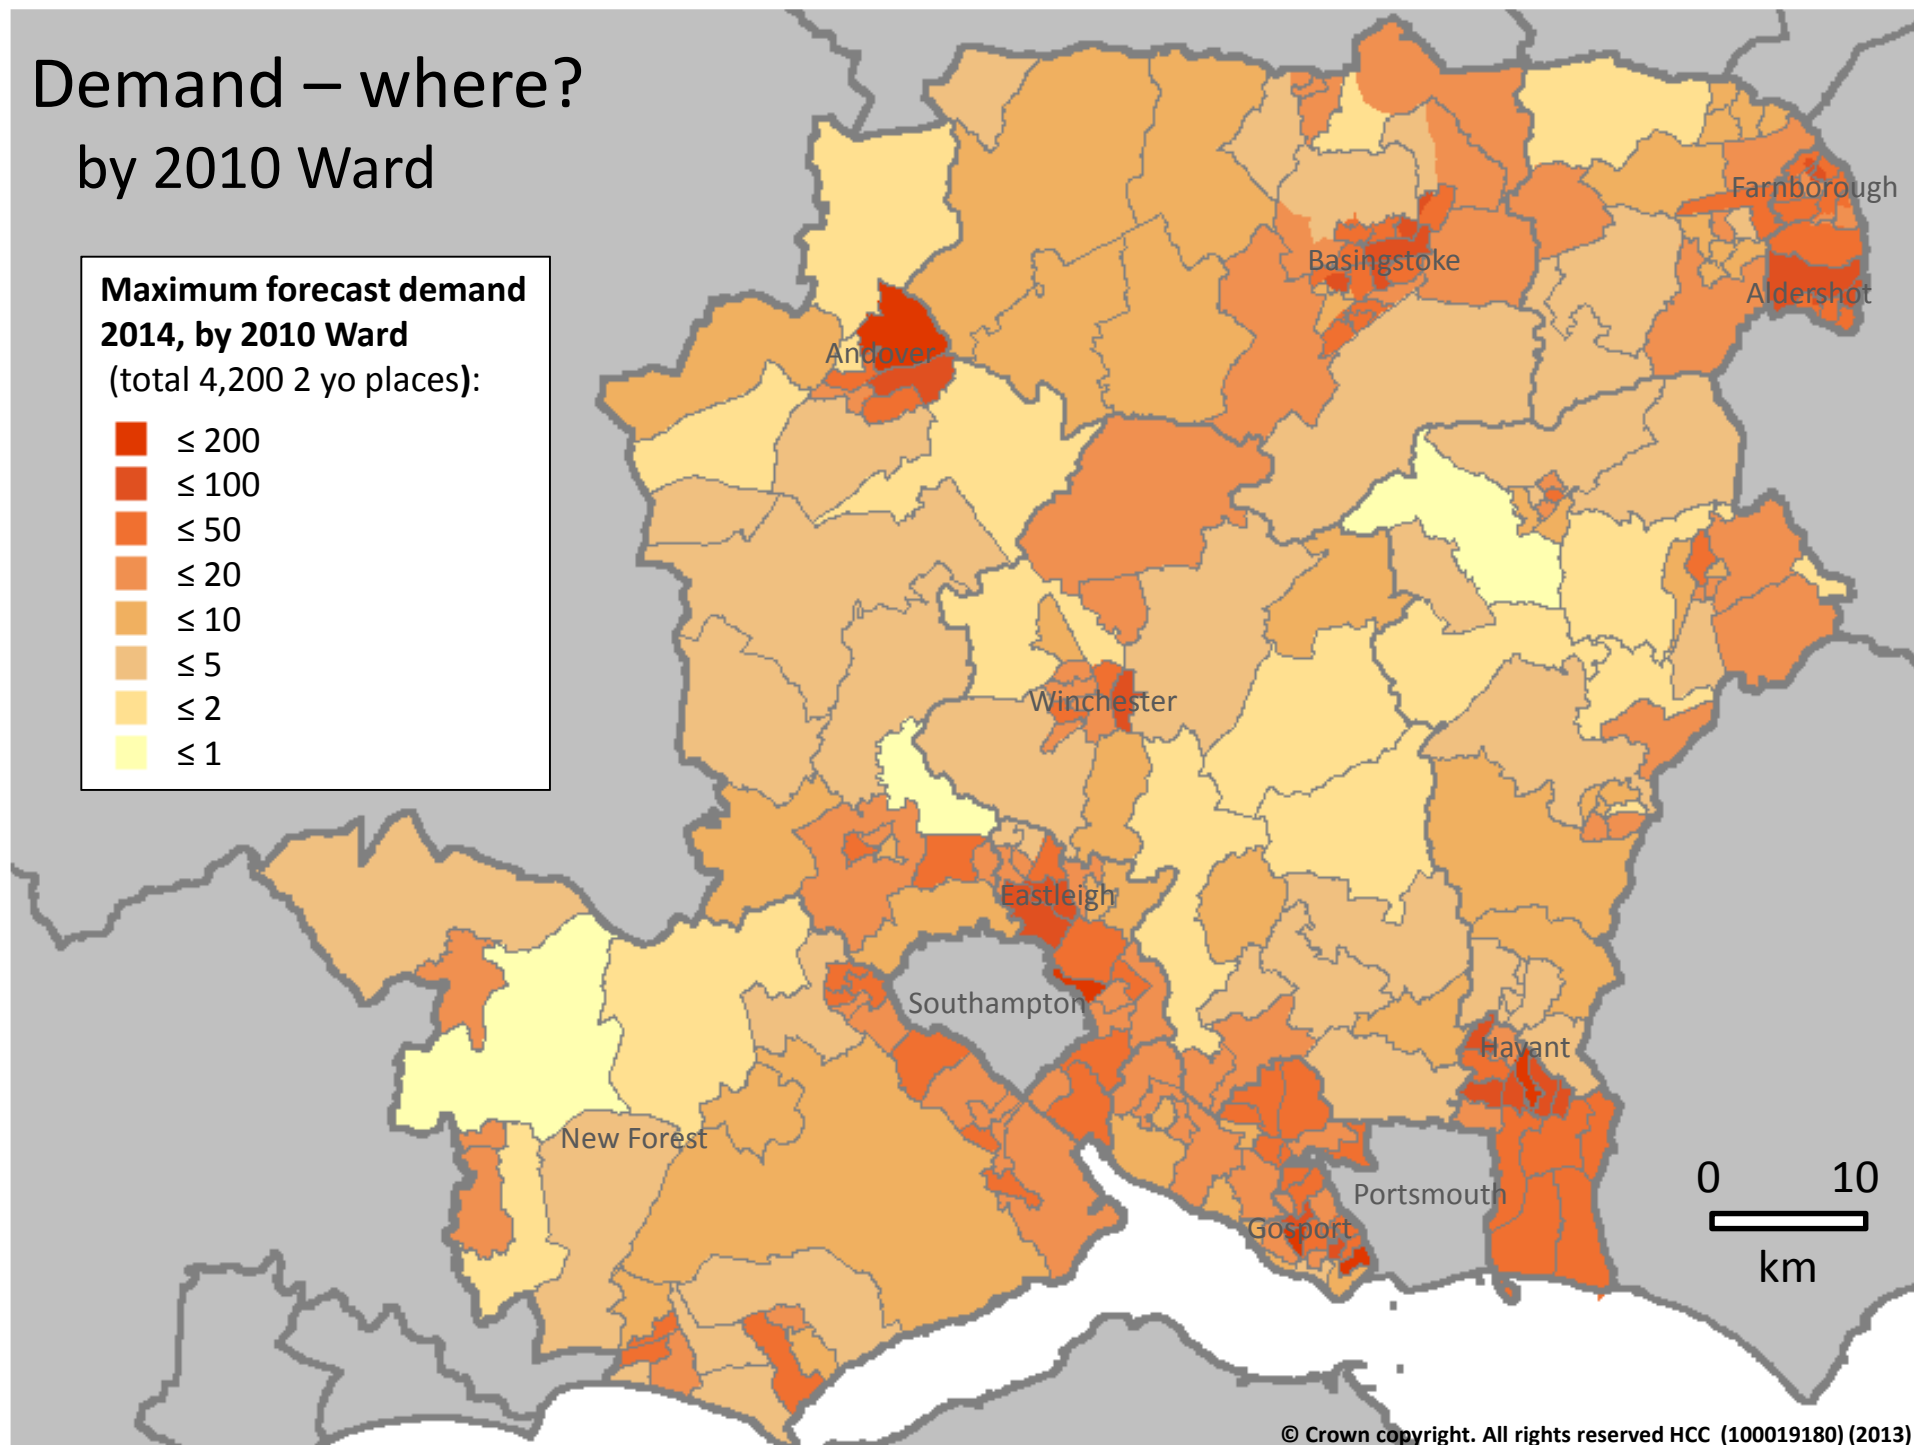 Demand – where?
by 2010 Ward
Maximum forecast demand
2014, by 2010 Ward
(total 4,200 2 yo places):
≤ 200
≤ 100
≤ 50
≤ 20
≤ 10
≤ 5
≤ 2
≤ 1
Farnborough
Basingstoke
Aldershot
Andover
Winchester
Eastleigh
Southampton
Havant
New Forest
Portsmouth
Gosport
0 10
km
© Crown copyright. All rights reserved HCC (100019180) (2013)